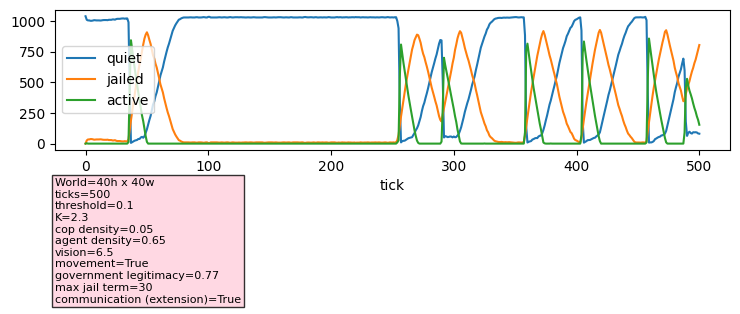 1000
750
500
250
0
quiet
jailed
active
0
100
200
300
400
500
tick
World=40h x 40w
ticks=500
threshold=0.1
K=2.3
cop density=0.05
agent density=0.65
vision=6.5
movement=True
government legitimacy=0.77
max jail term=30
communication (extension)=True